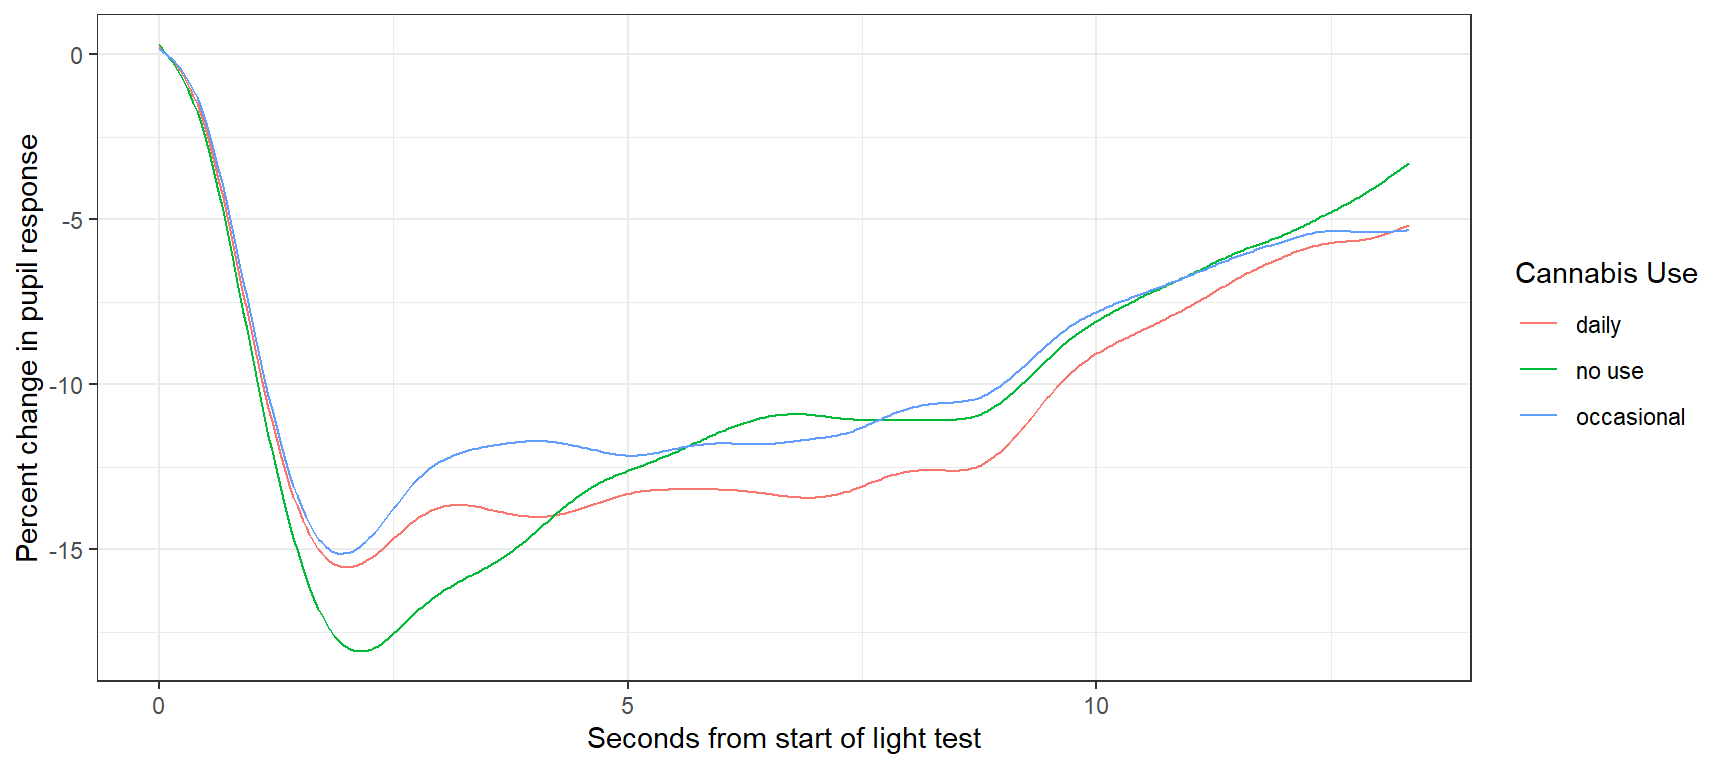 Percent change in pupil response
0
-5
-10
-15
0
5
10
Seconds from start of light test
Cannabis Use
daily
no use
occasional